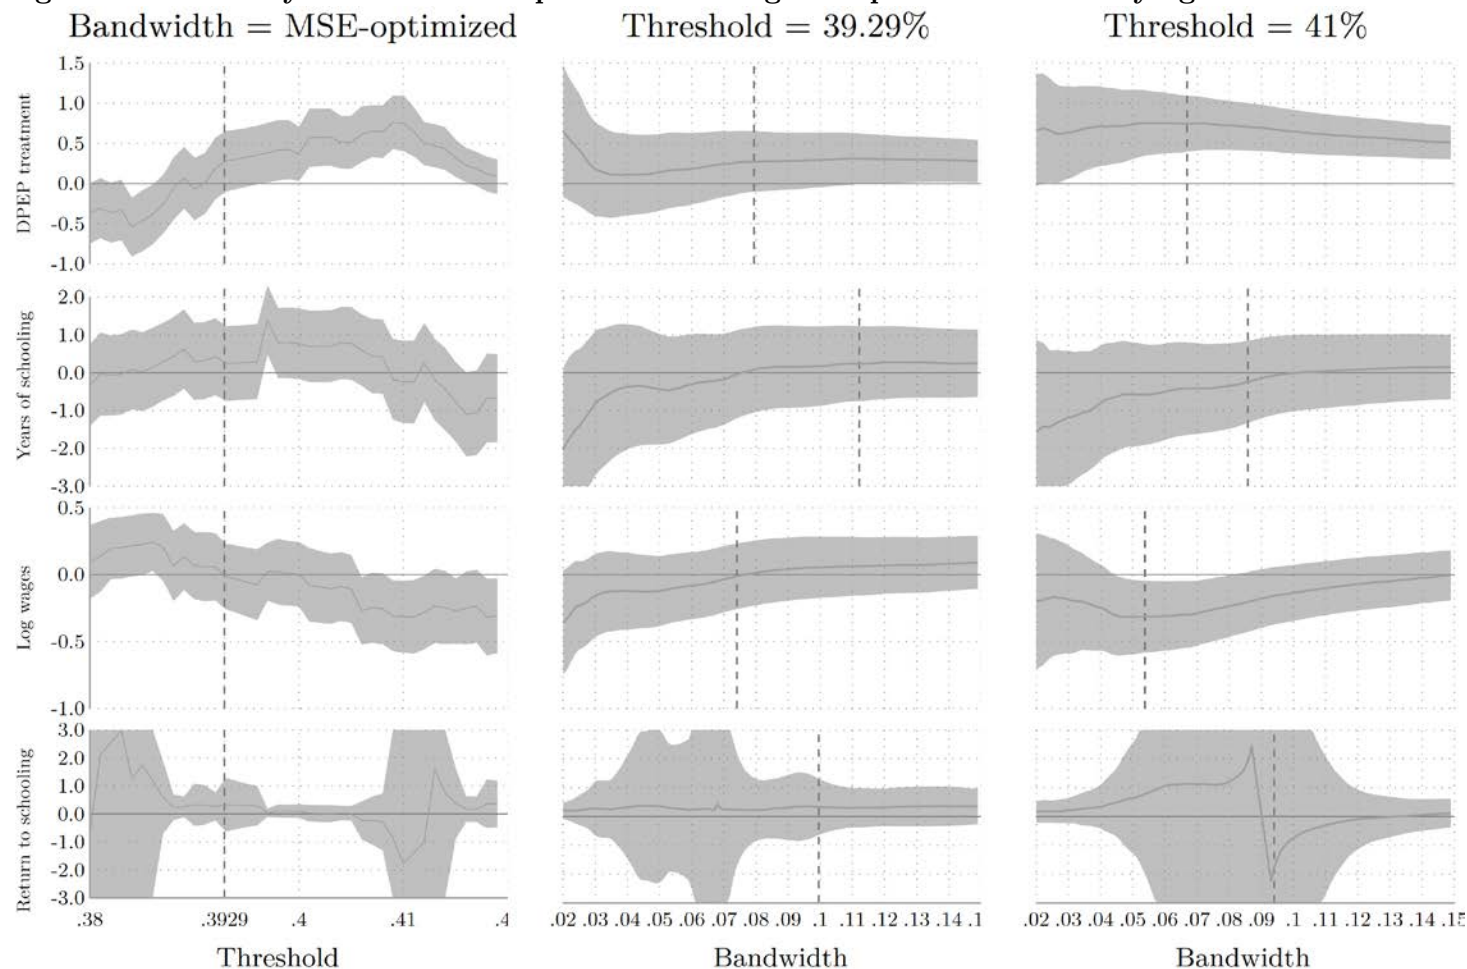 Bandwidth = MSE-optimized Threshold = 39.29% Threshold = 41%
DPEP treatment
1.5
1.0
0.5
0.0
-0.5
-1.0
Years of schooling
2.0
1.0
0.0
-1.0
-2.0
-3.0
Log wages
0.5
0.0
-0.5
-1.0
Return to schooling
3.0
2.0
1.0
0.0
-1.0
-2.0
-3.0
.38 .3929 .4 .41 .4
.02 .03 .04 .05 .06 .07 .08 .09 .1 .11 .12 .13 .14 .1
.02 .03 .04 .05 .06 .07 .08 .09 .1 .11 .12 .13 .14 .15
Threshold Bandwidth Bandwidth